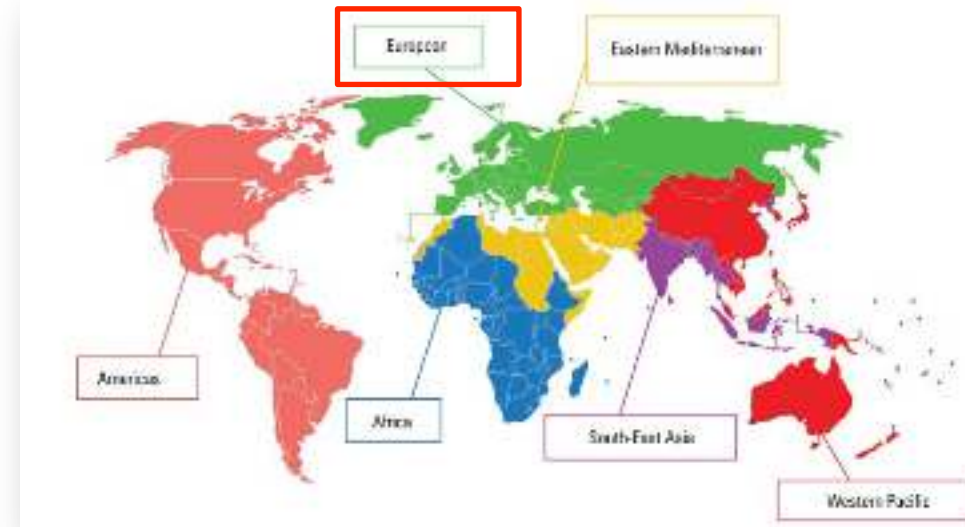 European
Eastern Mediterranean
Americas
Africa
South-East Asia
Western Pacific